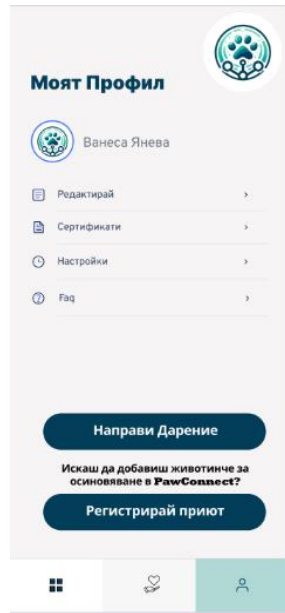 Моят Профил
Ванеса Янева
Редактирай
Сертификати
Настройки
Faq
Направи Дарение
Искаш да добавиш животинче за
осиновяване в PawConnect?
Регистрирай приют